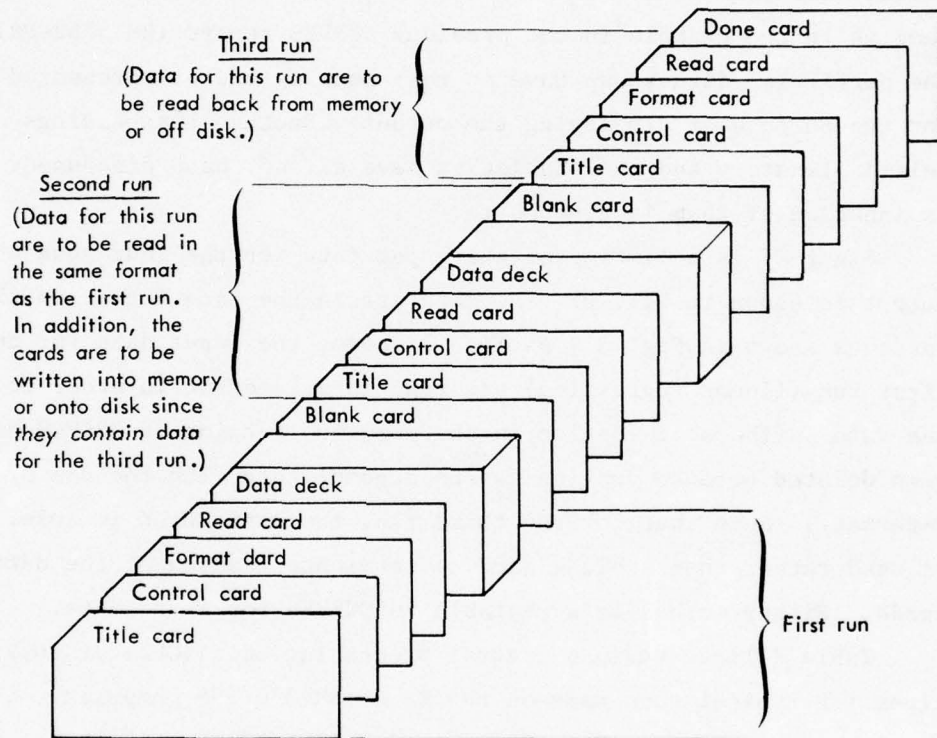 Third run
(Data for this run are to
be read back from memory
or off disk.)
Second run
(Data for this run
are to be read in
the same format
as the first run.
In addition, the
cards are to be
written into memory
or onto disk since
they contain data
for the third run.)
Done card
Read card
Format card
Control card
Title card
Blank card
Data deck
Read card
Control card
Title card
Blank card
Data deck
Read card
Format dard
Control card
Title card
First run